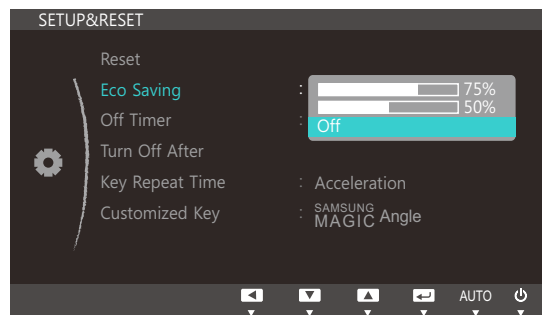 SETUP&RESET
Reset
Eco Saving :
75%
50%
Off Timer :
Off
Turn Off After
Key Repeat Time : Acceleration
Customized Key : SAMSUNG MAGIC Angle
AUTO